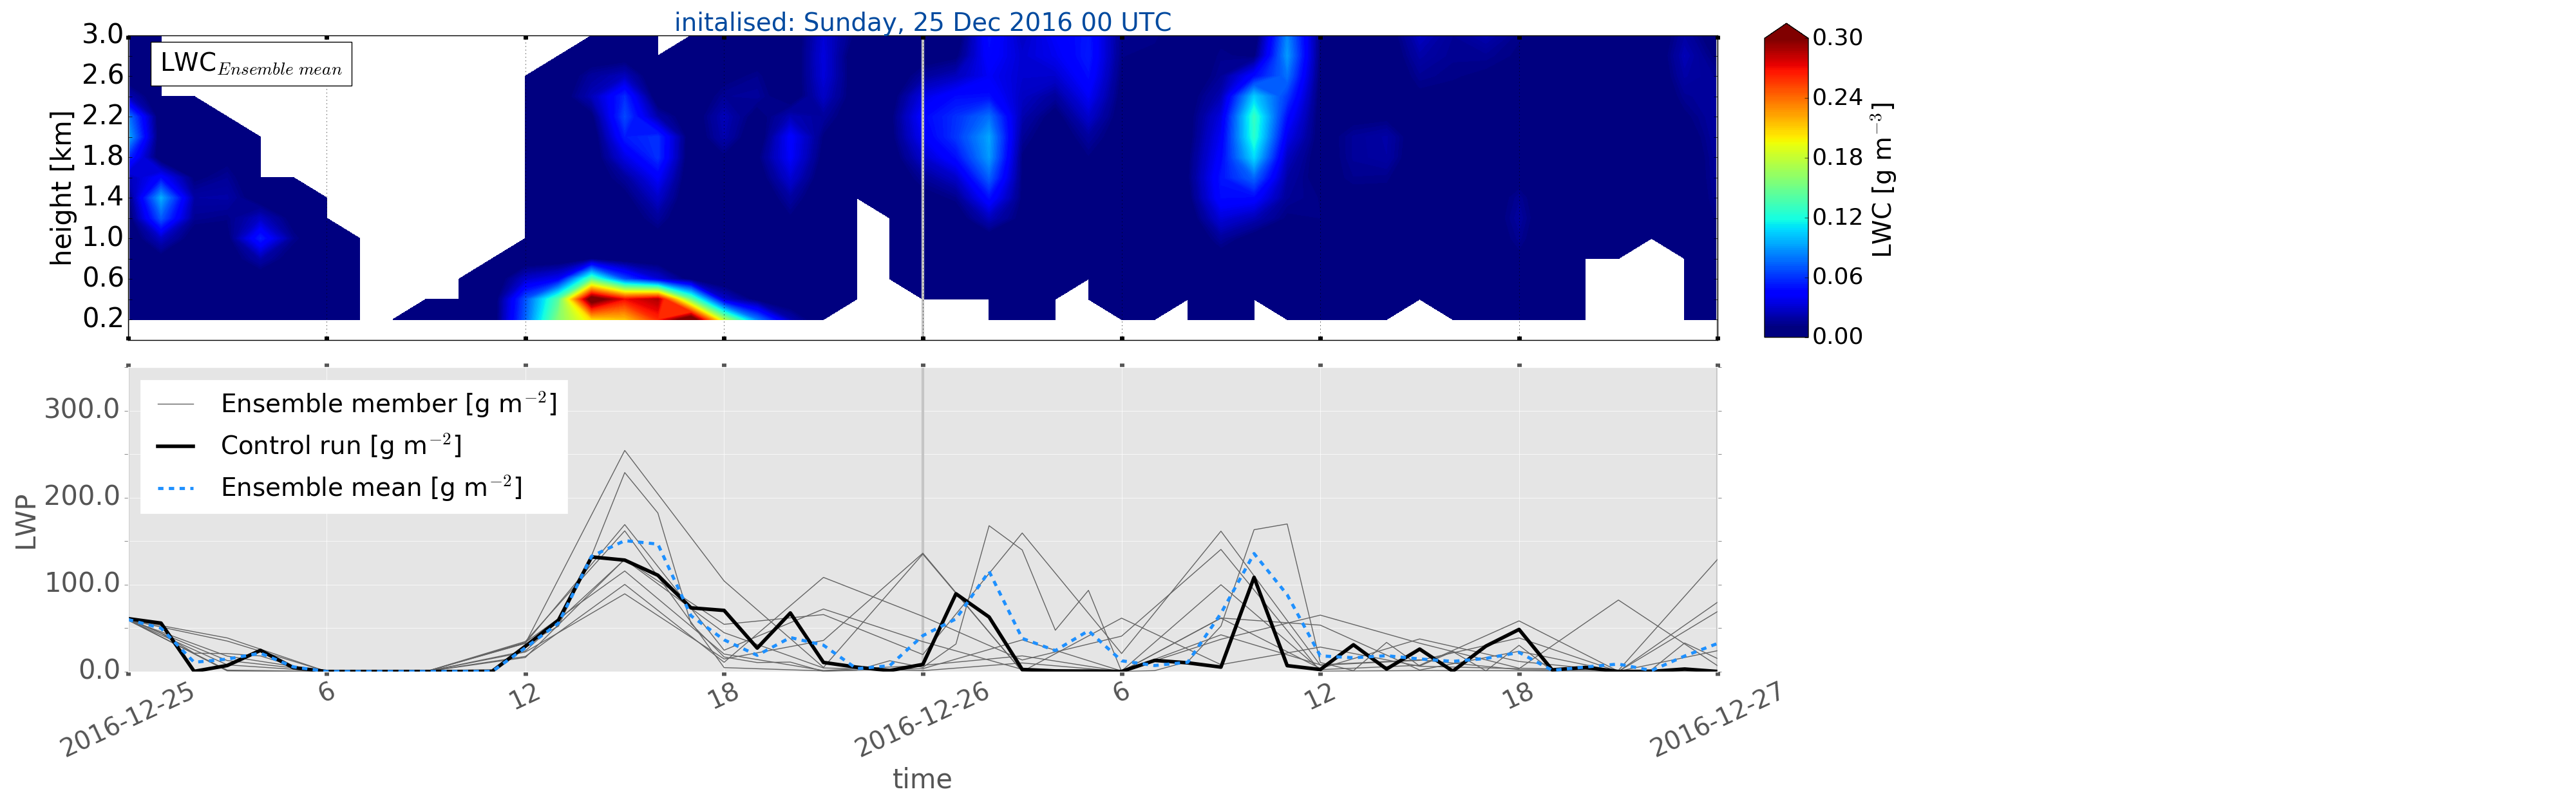 initalised: Sunday, 25 Dec 2016 00 UTC
LWC Ensemble mean
height [km]
3.0
2.6
2.2
1.8
1.4
1.0
0.6
0.2
0.30
0.24
0.18
0.12
0.06
0.00
LWC [g m⁻³]
Ensemble member [g m⁻²]
Control run [g m⁻²]
Ensemble mean [g m⁻²]
LWP
300.0
200.0
100.0
0.0
2016-12-25 6 12 18 2016-12-26 6 12 18 2016-12-27
time